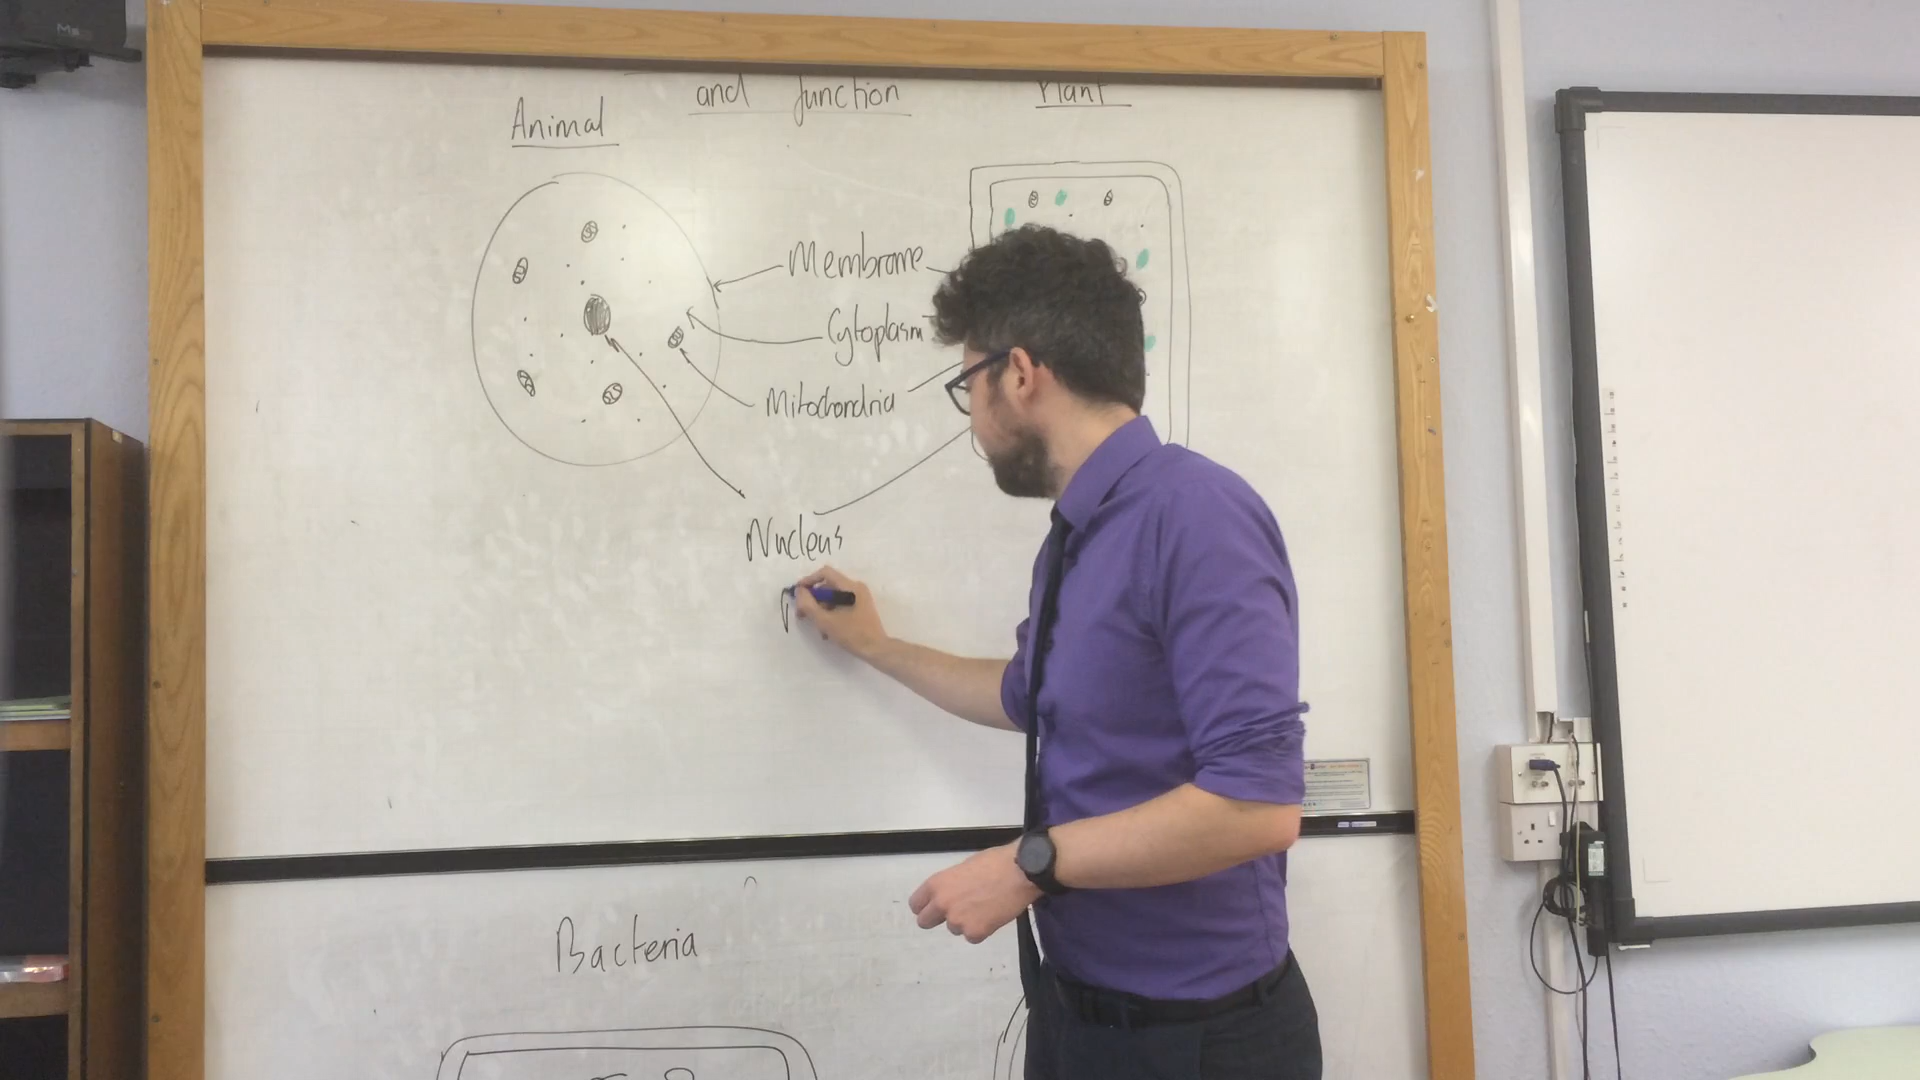 and function
Animal
Plant
Membrane
Cytoplasm
Mitochondria
Nucleus
Bacteria